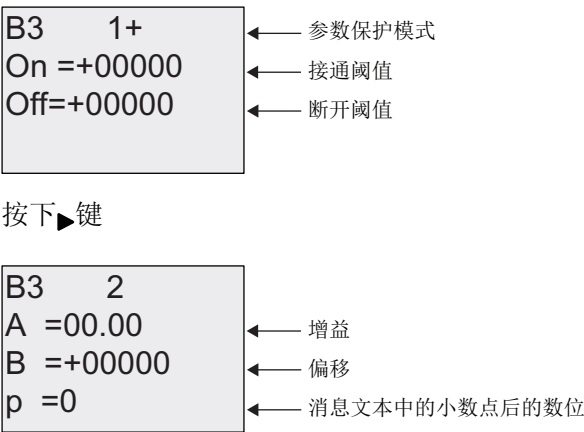 B3 1+ 参数保护模式
On =+00000 接通阈值
Off=+00000 断开阈值
按下▶键
B3 2
A =00.00 增益
B =+00000 偏移
p =0 消息文本中的小数点后的数位